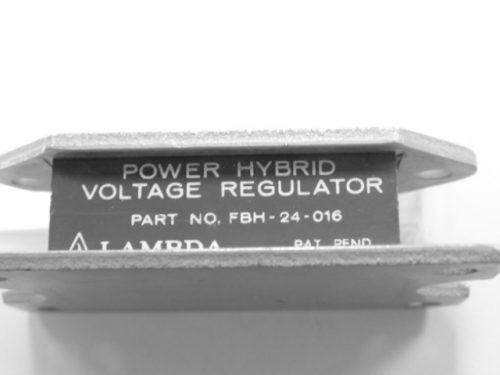 POWER HYBRID
VOLTAGE REGULATOR
PART NO. FBH-24-016
LAMBDA PAT. PEND.